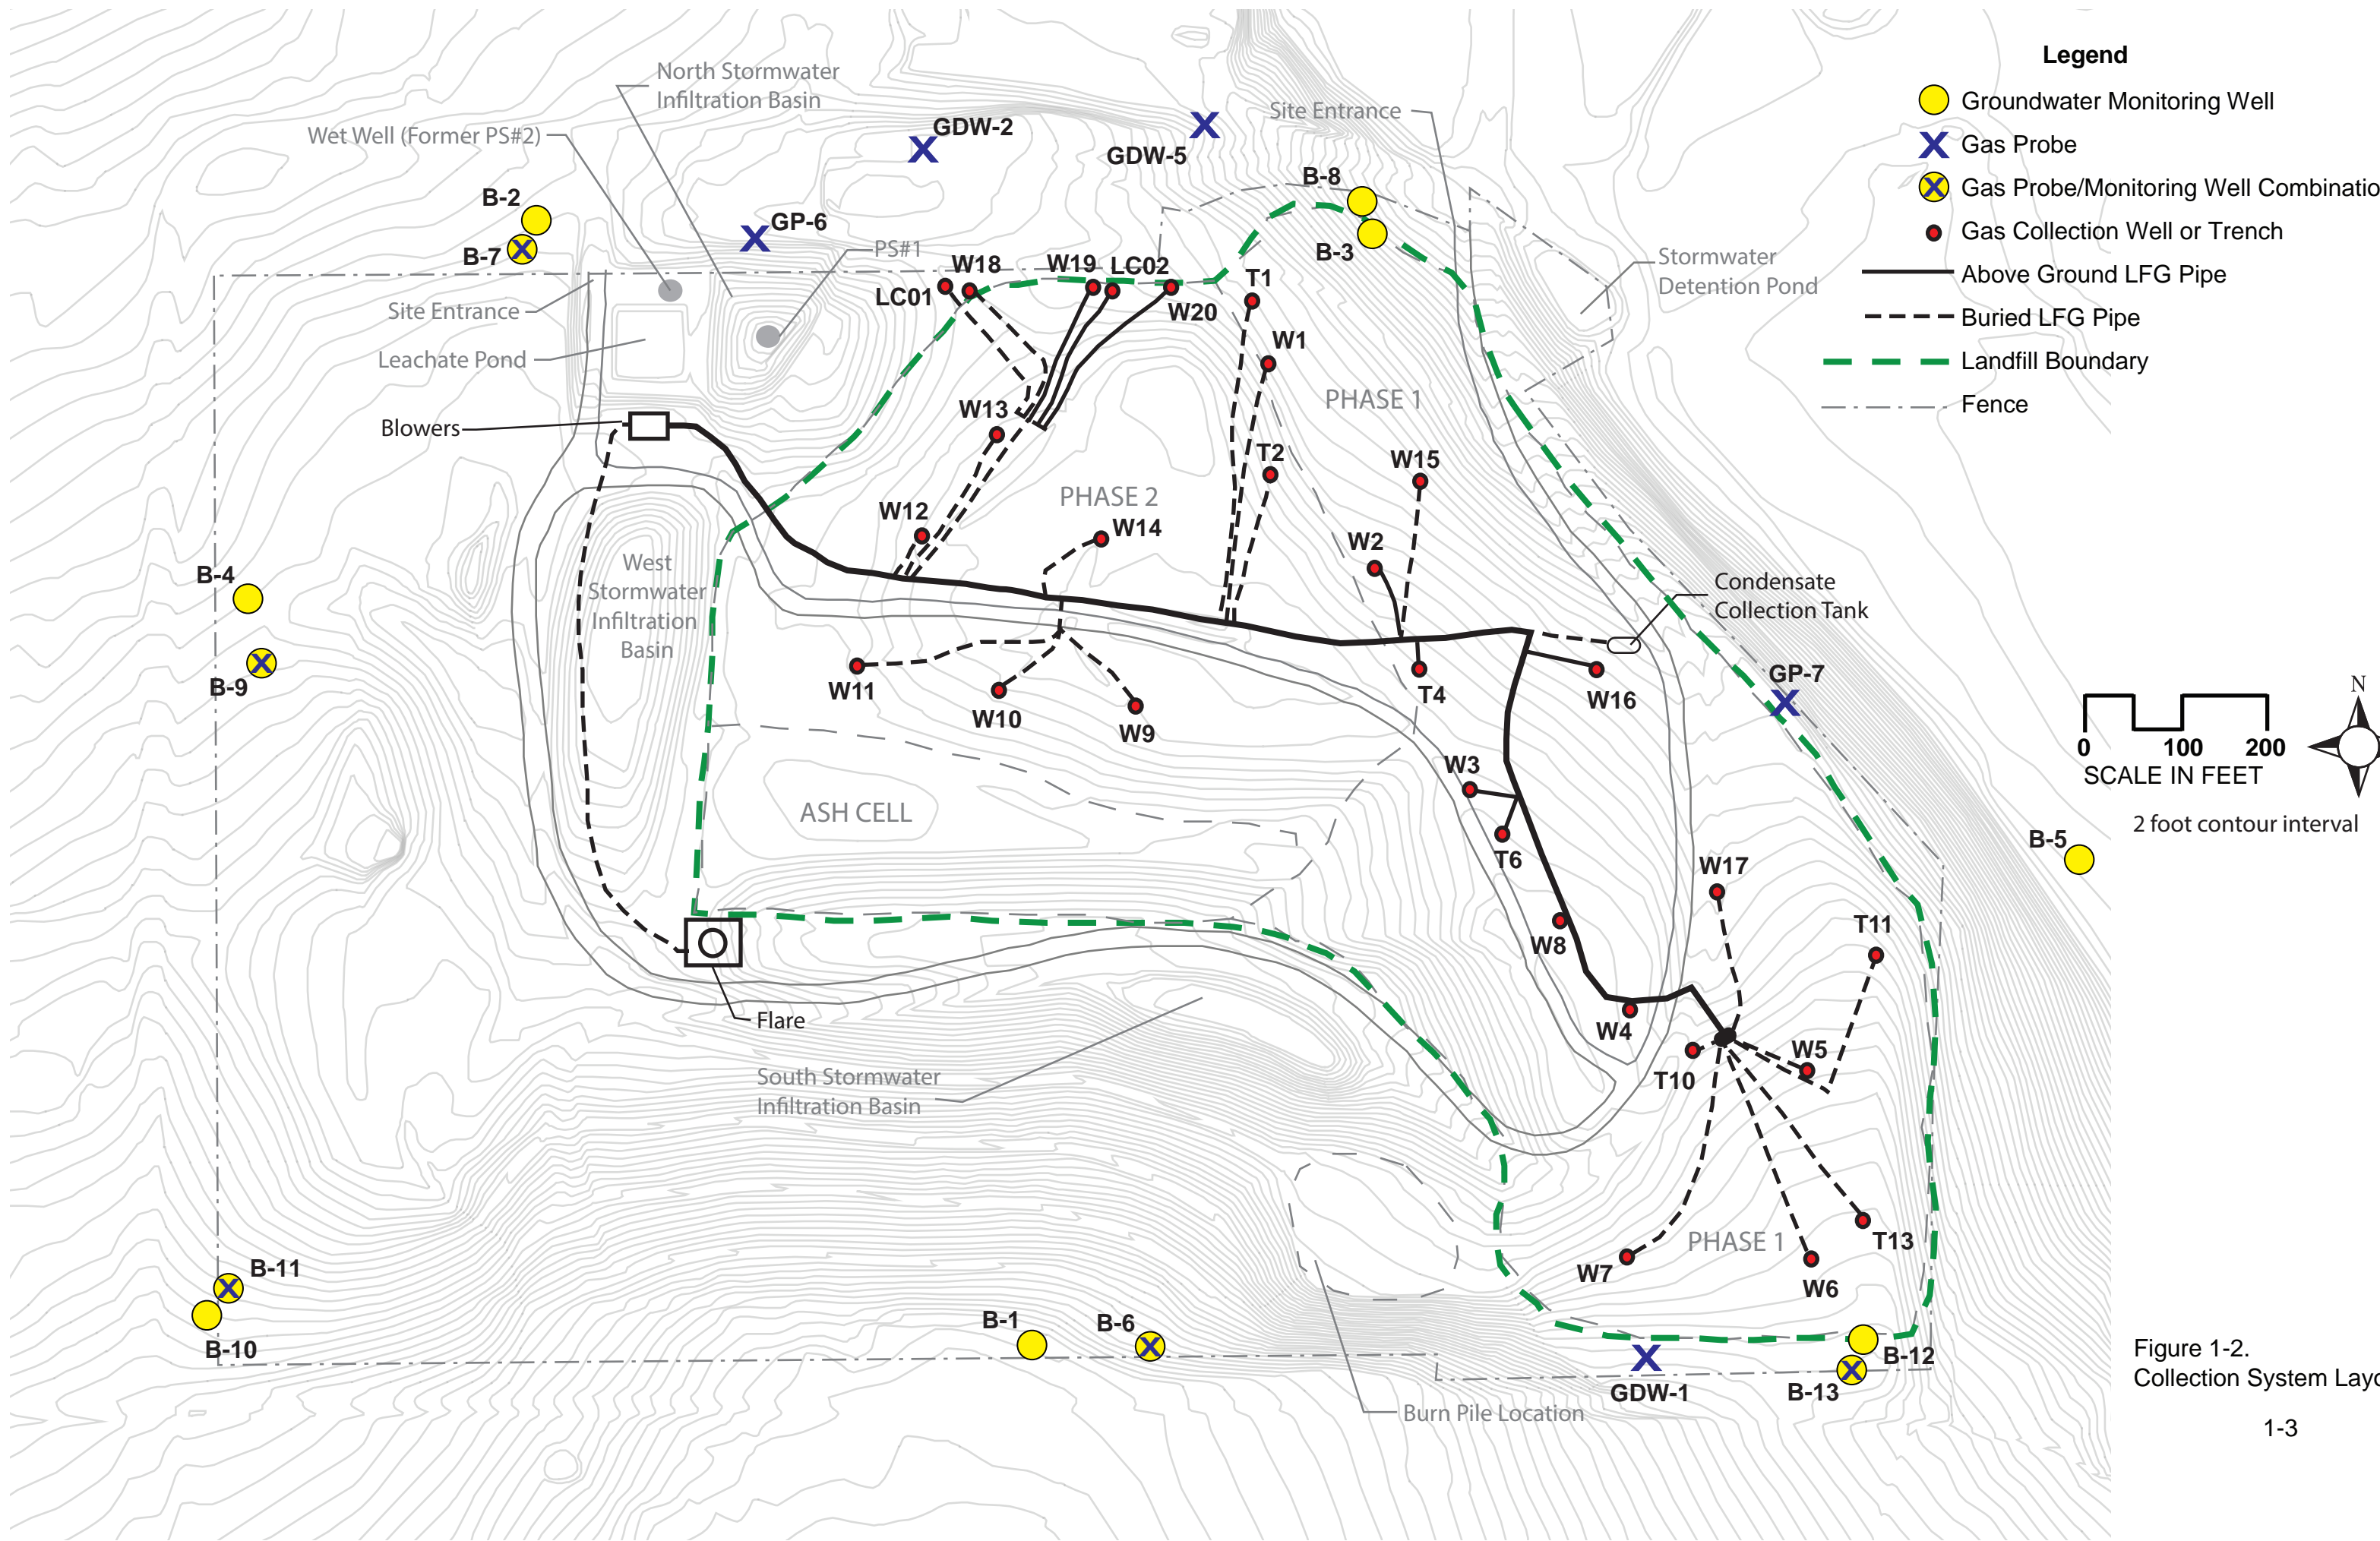 Legend
Groundwater Monitoring Well
Gas Probe
Gas Probe/Monitoring Well Combinatio
Gas Collection Well or Trench
Above Ground LFG Pipe
Buried LFG Pipe
Landfill Boundary
Fence
North Stormwater
Infiltration Basin
Wet Well (Former PS#2)
GDW-2
GDW-5
Site Entrance
B-8
B-3
B-2
B-7
GP-6
PS#1
W18
LC01
W19
LC02
W20
T1
Stormwater
Detention Pond
Site Entrance
Leachate Pond
W1
PHASE 1
Blowers
W13
T2
W15
PHASE 2
W12
W14
W2
West
Stormwater
Infiltration
Basin
B-4
B-9
Condensate
Collection Tank
W11
W10
W9
T4
W16
GP-7
N
0 100 200
SCALE IN FEET
2 foot contour interval
W3
ASH CELL
T6
B-5
W17
T11
W8
Flare
W4
W5
T10
South Stormwater
Infiltration Basin
PHASE 1
T13
W7
W6
B-11
B-10
B-1
B-6
B-12
B-13
GDW-1
Burn Pile Location
Figure 1-2.
Collection System Layo
1-3